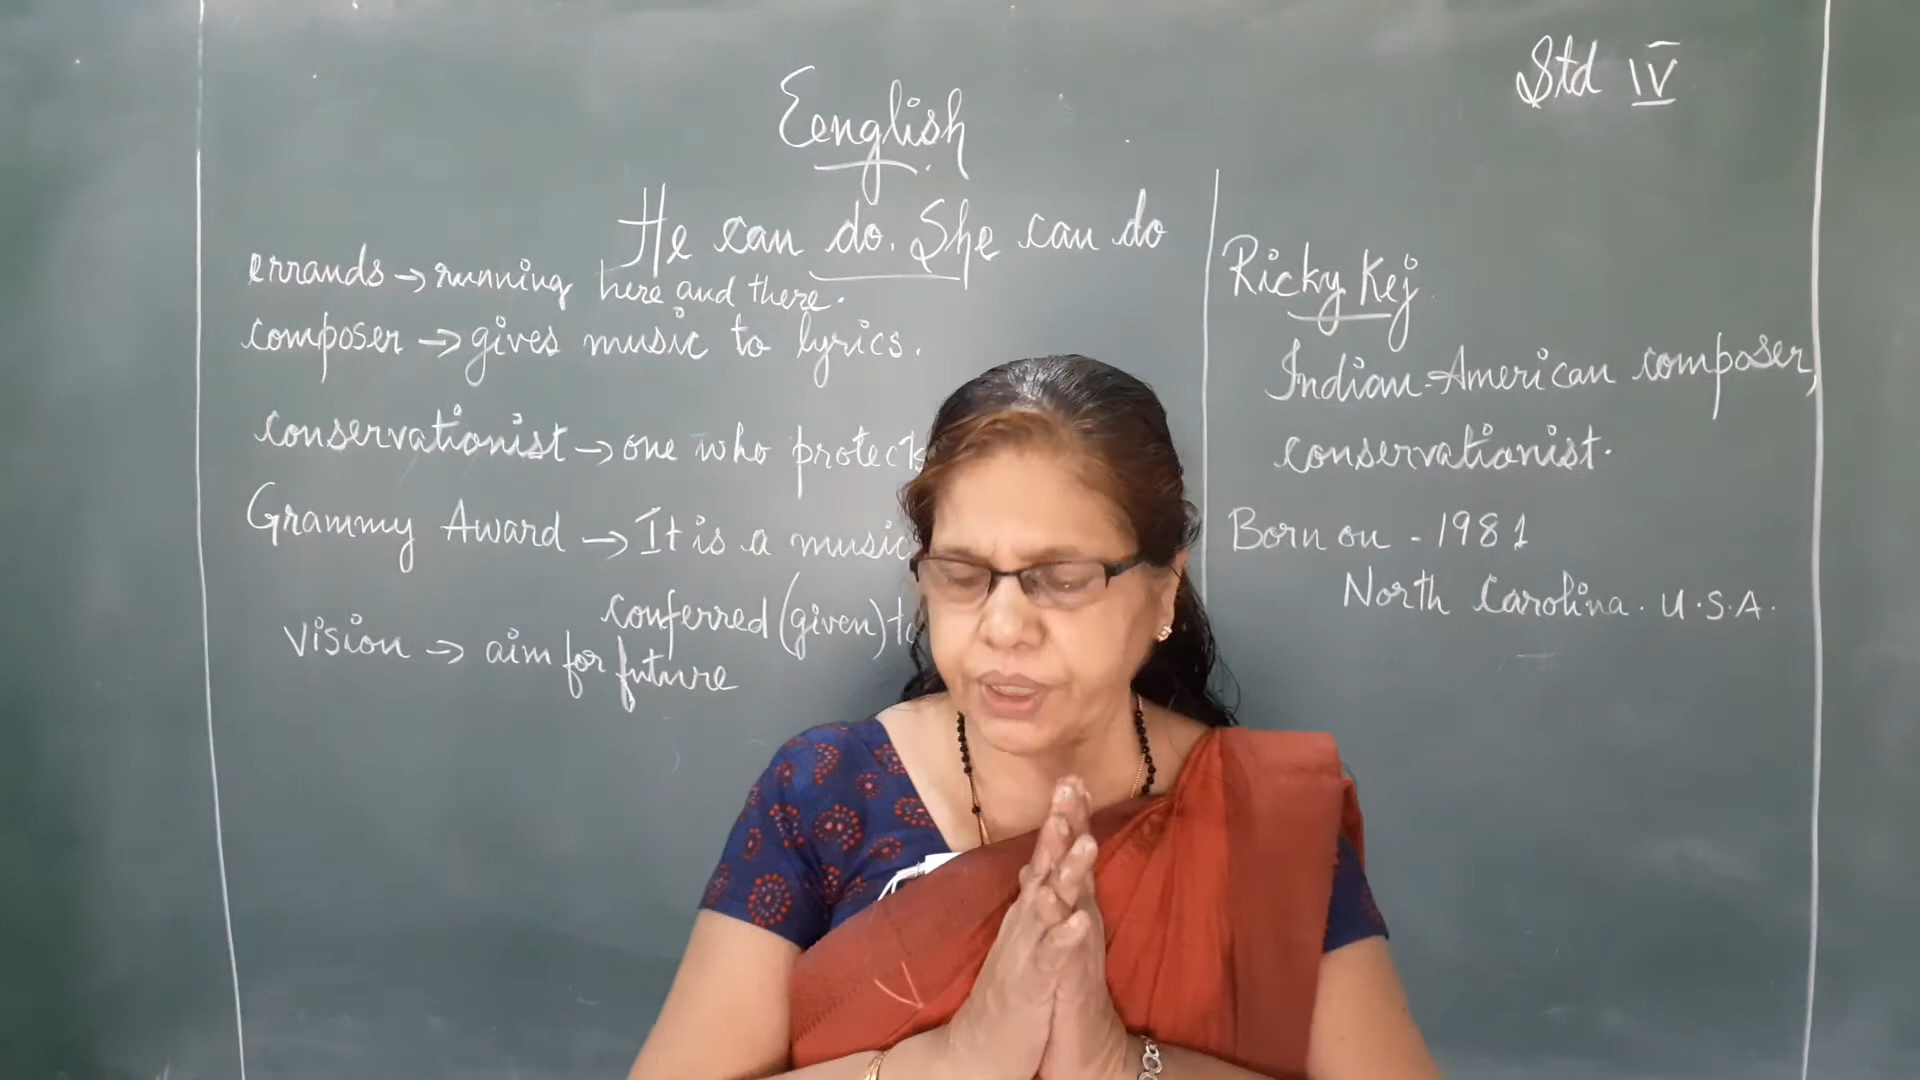 Std IV
Eenglish
He can do. She can do
errands → running here and there.
composer → gives music to lyrics.
conservationist → one who protects
Grammy Award → It is a music
conferred (given) to
vision → aim for future
Ricky Kej
Indian-American composer,
conservationist.
Born on - 1981
North Carolina. U.S.A.